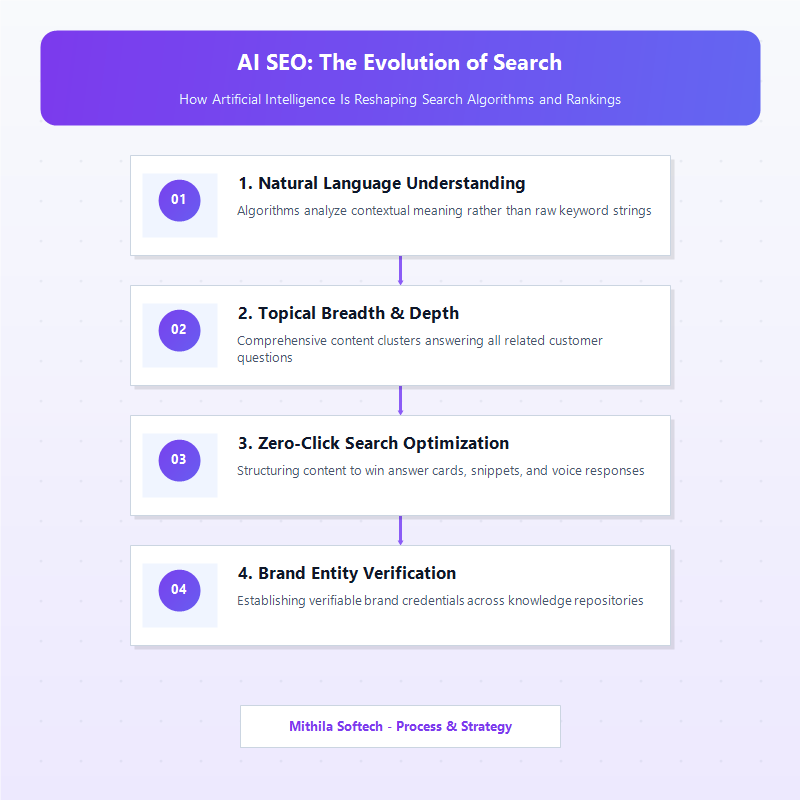 AI SEO: The Evolution of Search
How Artificial Intelligence Is Reshaping Search Algorithms and Rankings
01
1. Natural Language Understanding
Algorithms analyze contextual meaning rather than raw keyword strings
02
2. Topical Breadth & Depth
Comprehensive content clusters answering all related customer
questions
03
3. Zero-Click Search Optimization
Structuring content to win answer cards, snippets, and voice responses
04
4. Brand Entity Verification
Establishing verifiable brand credentials across knowledge repositories
Mithila Softech - Process & Strategy